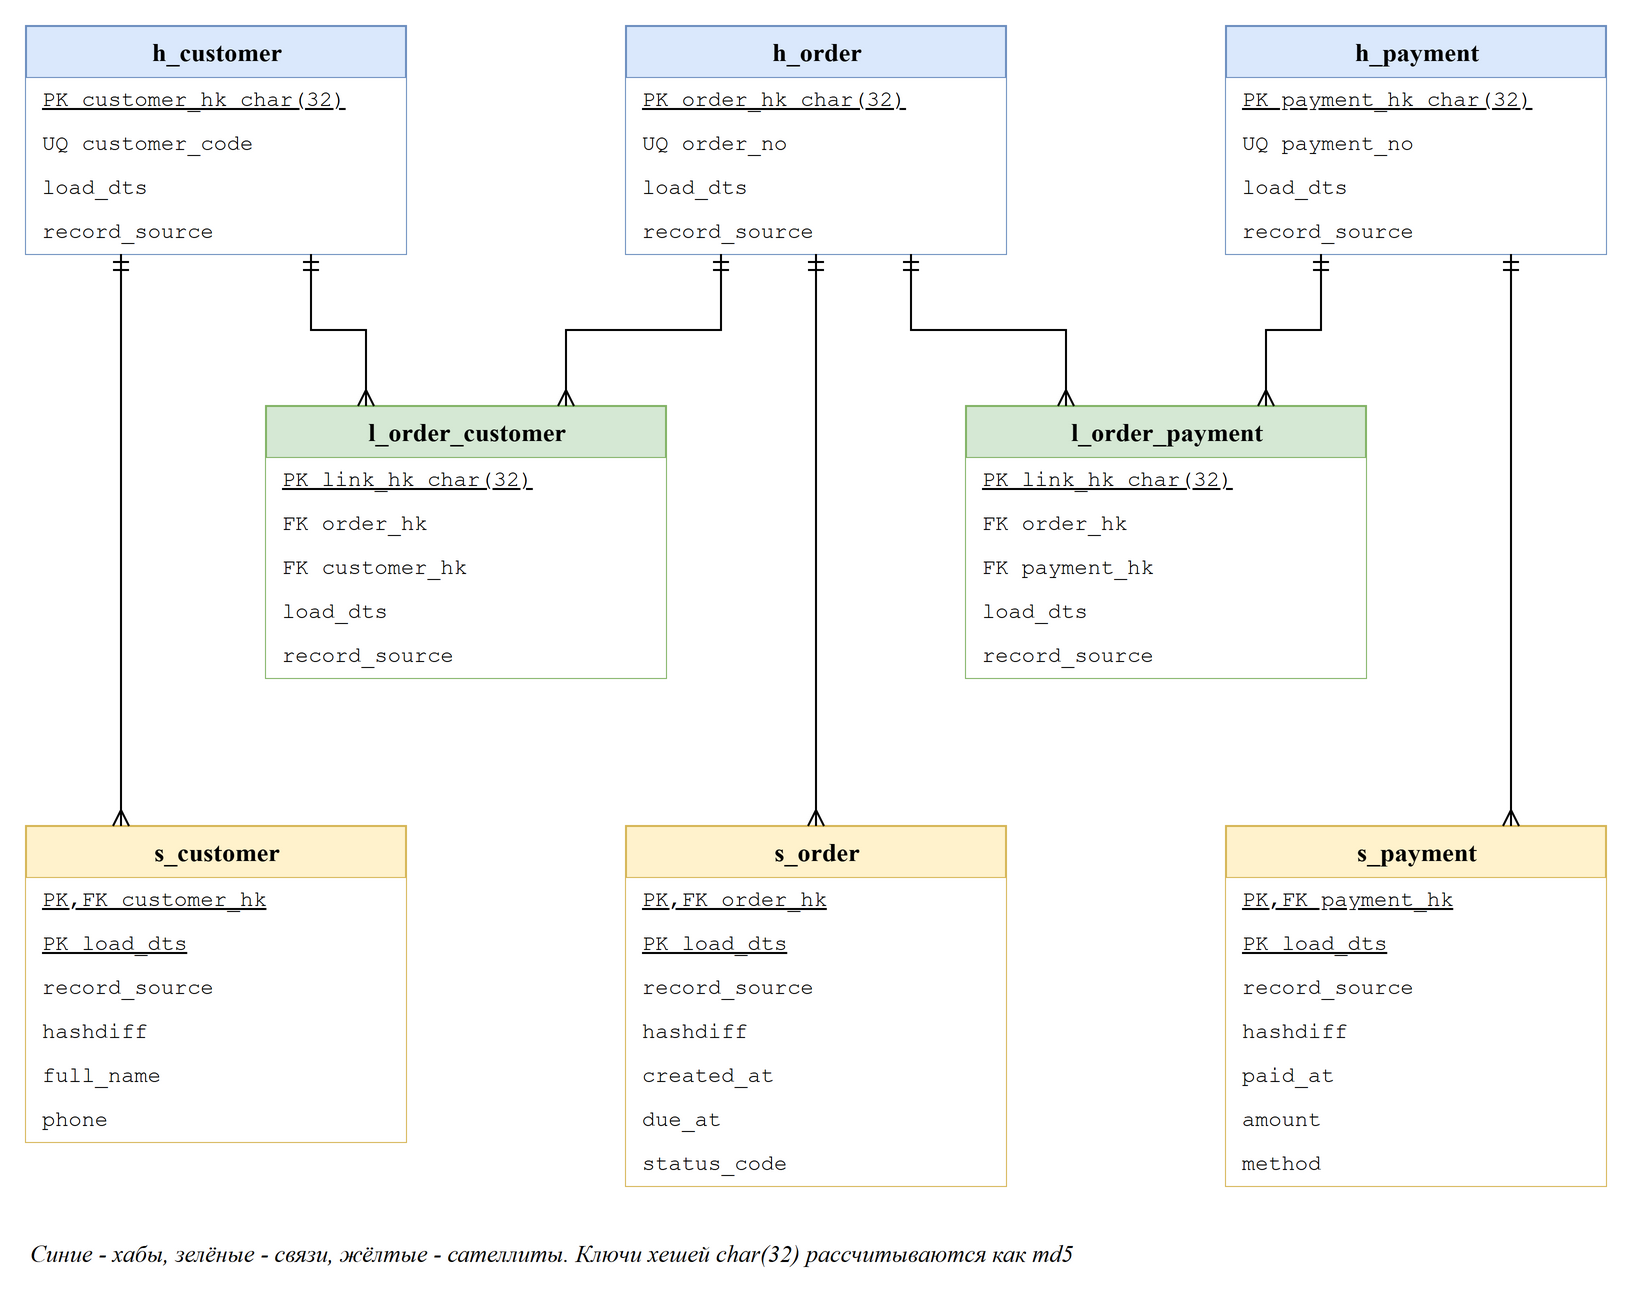 h_customer
PK customer_hk char(32)
UQ customer_code
load_dts
record_source
h_order
PK order_hk char(32)
UQ order_no
load_dts
record_source
h_payment
PK payment_hk char(32)
UQ payment_no
load_dts
record_source
l_order_customer
PK link_hk char(32)
FK order_hk
FK customer_hk
load_dts
record_source
l_order_payment
PK link_hk char(32)
FK order_hk
FK payment_hk
load_dts
record_source
s_customer
PK,FK customer_hk
PK load_dts
record_source
hashdiff
full_name
phone
s_order
PK,FK order_hk
PK load_dts
record_source
hashdiff
created_at
due_at
status_code
s_payment
PK,FK payment_hk
PK load_dts
record_source
hashdiff
paid_at
amount
method
Синие - хабы, зелёные - связи, жёлтые - сателлиты. Ключи хешей char(32) рассчитываются как md5